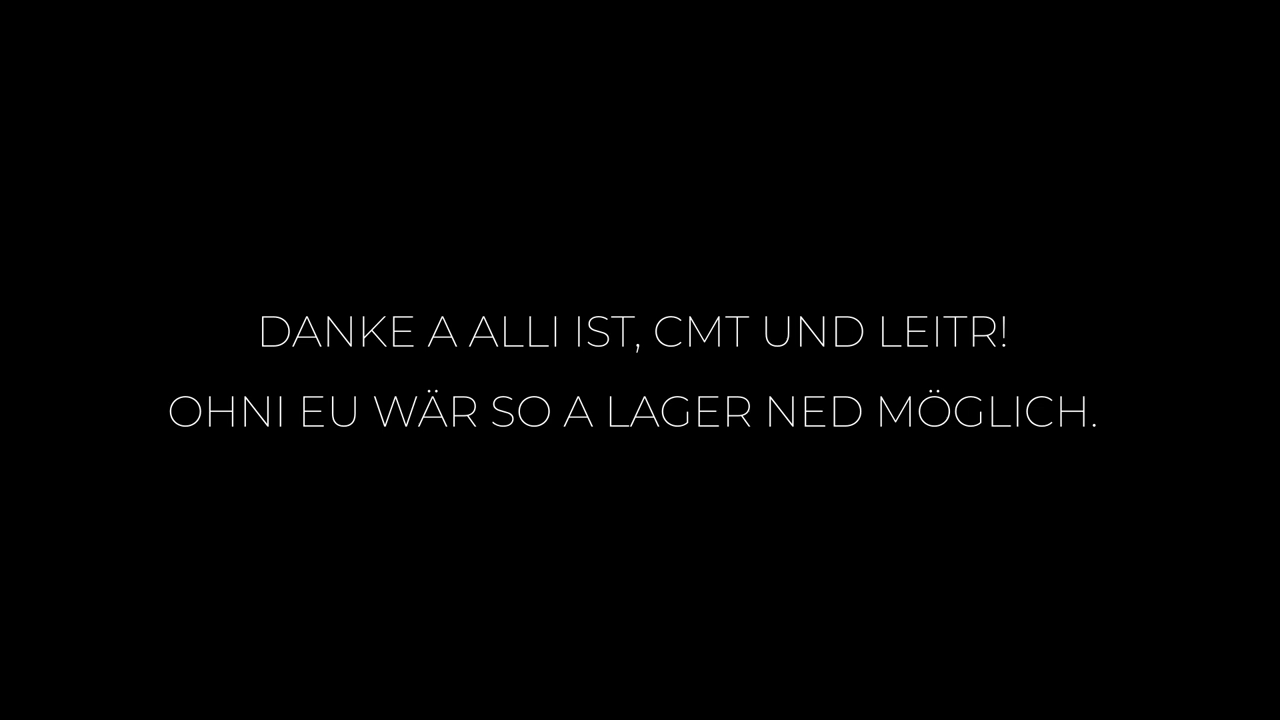 DANKE A ALLI IST, CMT UND LEITR!
OHNI EU WÄR SO A LAGER NED MÖGLICH.